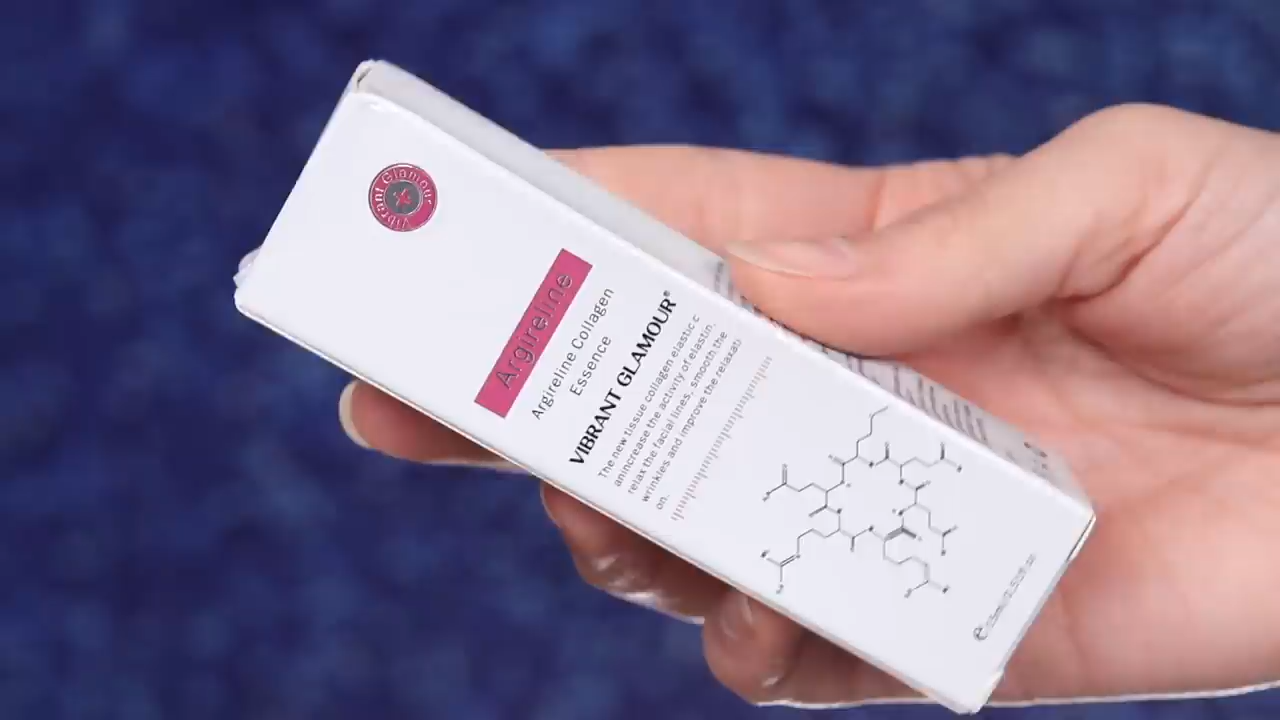 Vibrant Glamour
Argireline
Argireline Collagen
Essence
VIBRANT GLAMOUR®
The new tissue collagen elastic c
anincrease the activity of elastin,
relax the facial lines, smooth the
wrinkles and improve the relaxati
on.